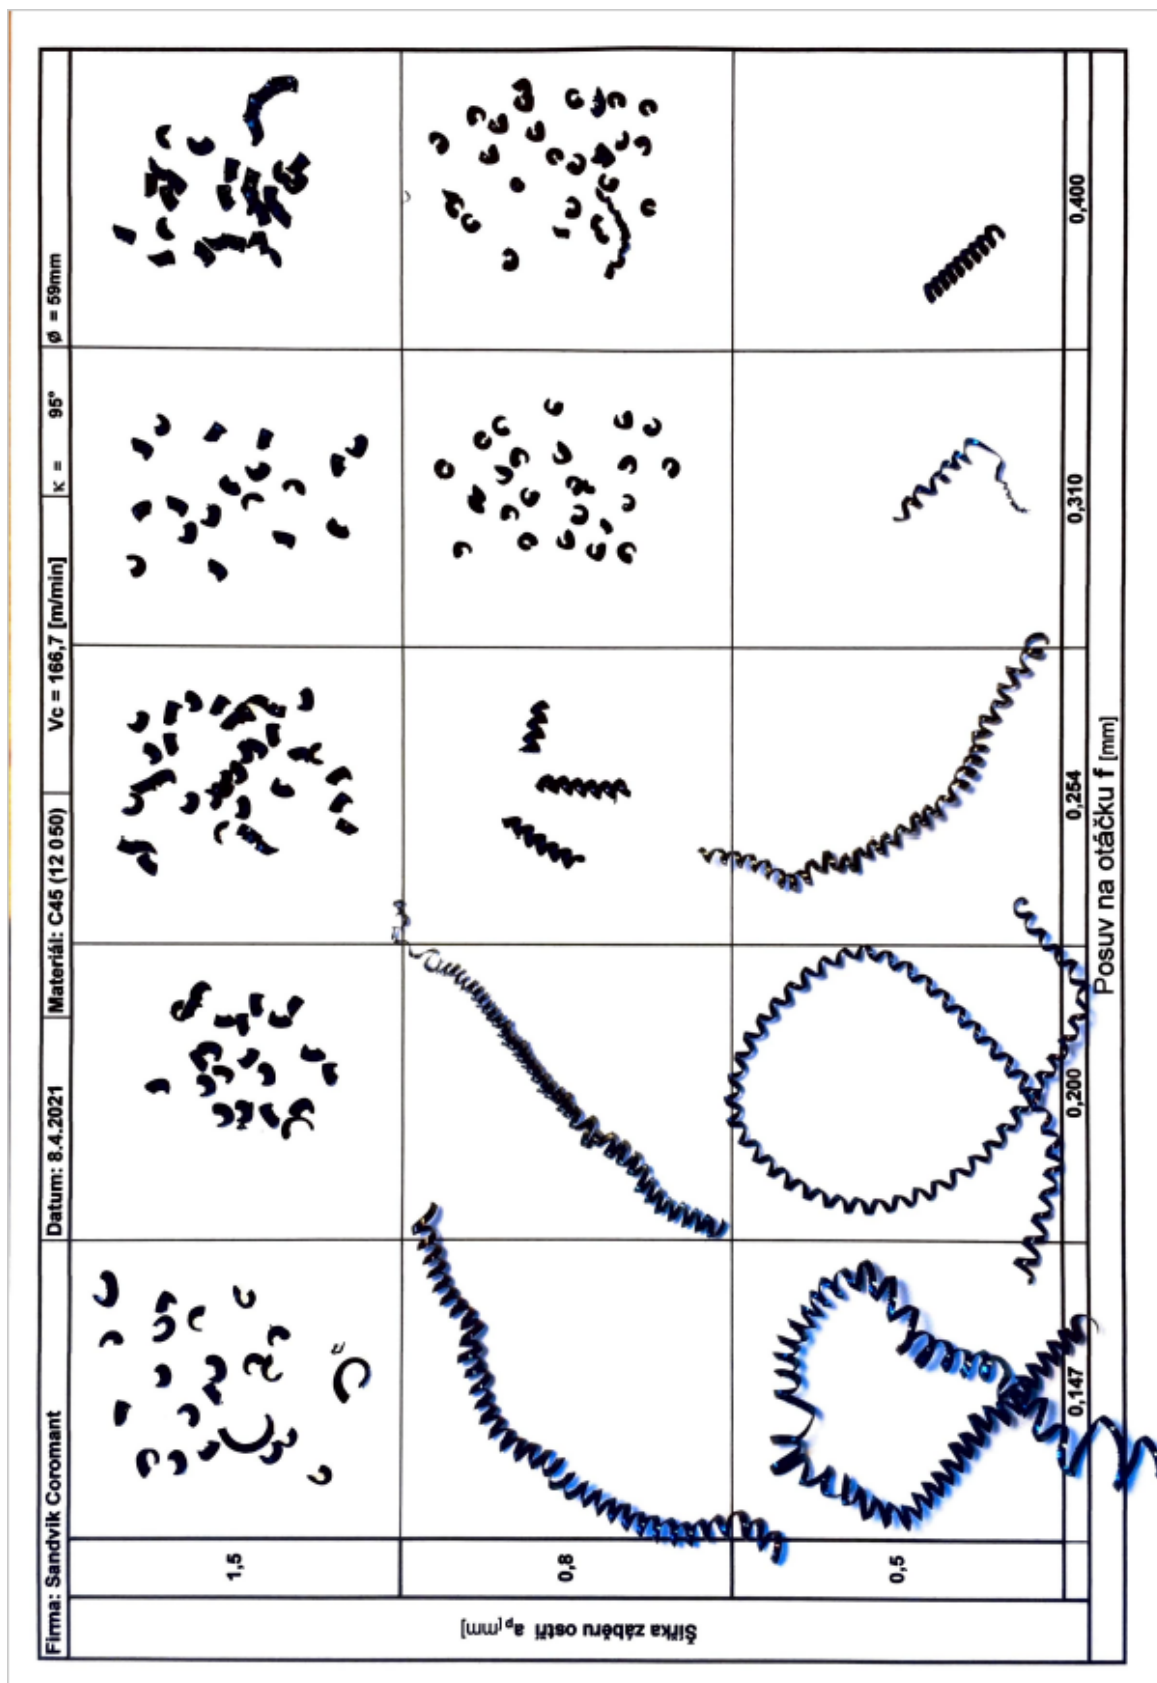 Firma: Sandvik Coromant
Datum: 8.4.2021
Materiál: C45 (12 050)
Vc = 166,7 [m/min]
κ = 95°
Ø = 59mm
Šířka záběru ostří aₚ[mm]
1,5
0,8
0,5
0,147
0,200
0,254
0,310
0,400
Posuv na otáčku f [mm]